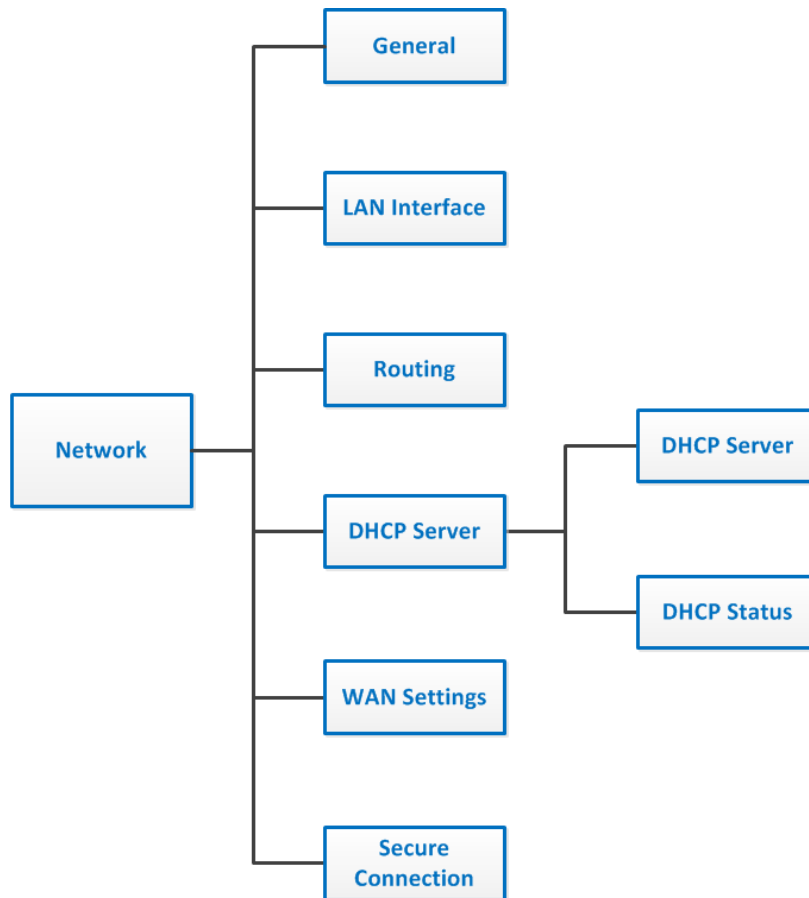 General
LAN Interface
Routing
Network
DHCP Server
DHCP Server
DHCP Status
WAN Settings
Secure
Connection